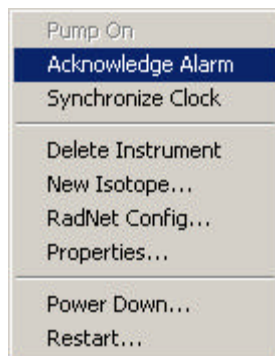 Pump On
Acknowledge Alarm
Synchronize Clock
Delete Instrument
New Isotope...
RadNet Config...
Properties...
Power Down...
Restart...